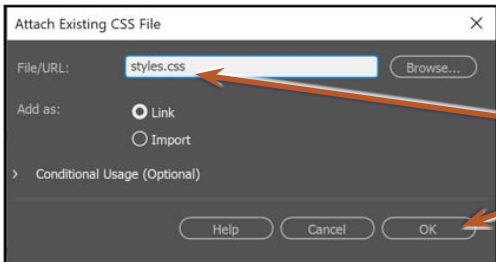 Attach Existing CSS File
File/URL: styles.css Browse...
Add as: Link
Import
Conditional Usage (Optional)
Help Cancel OK